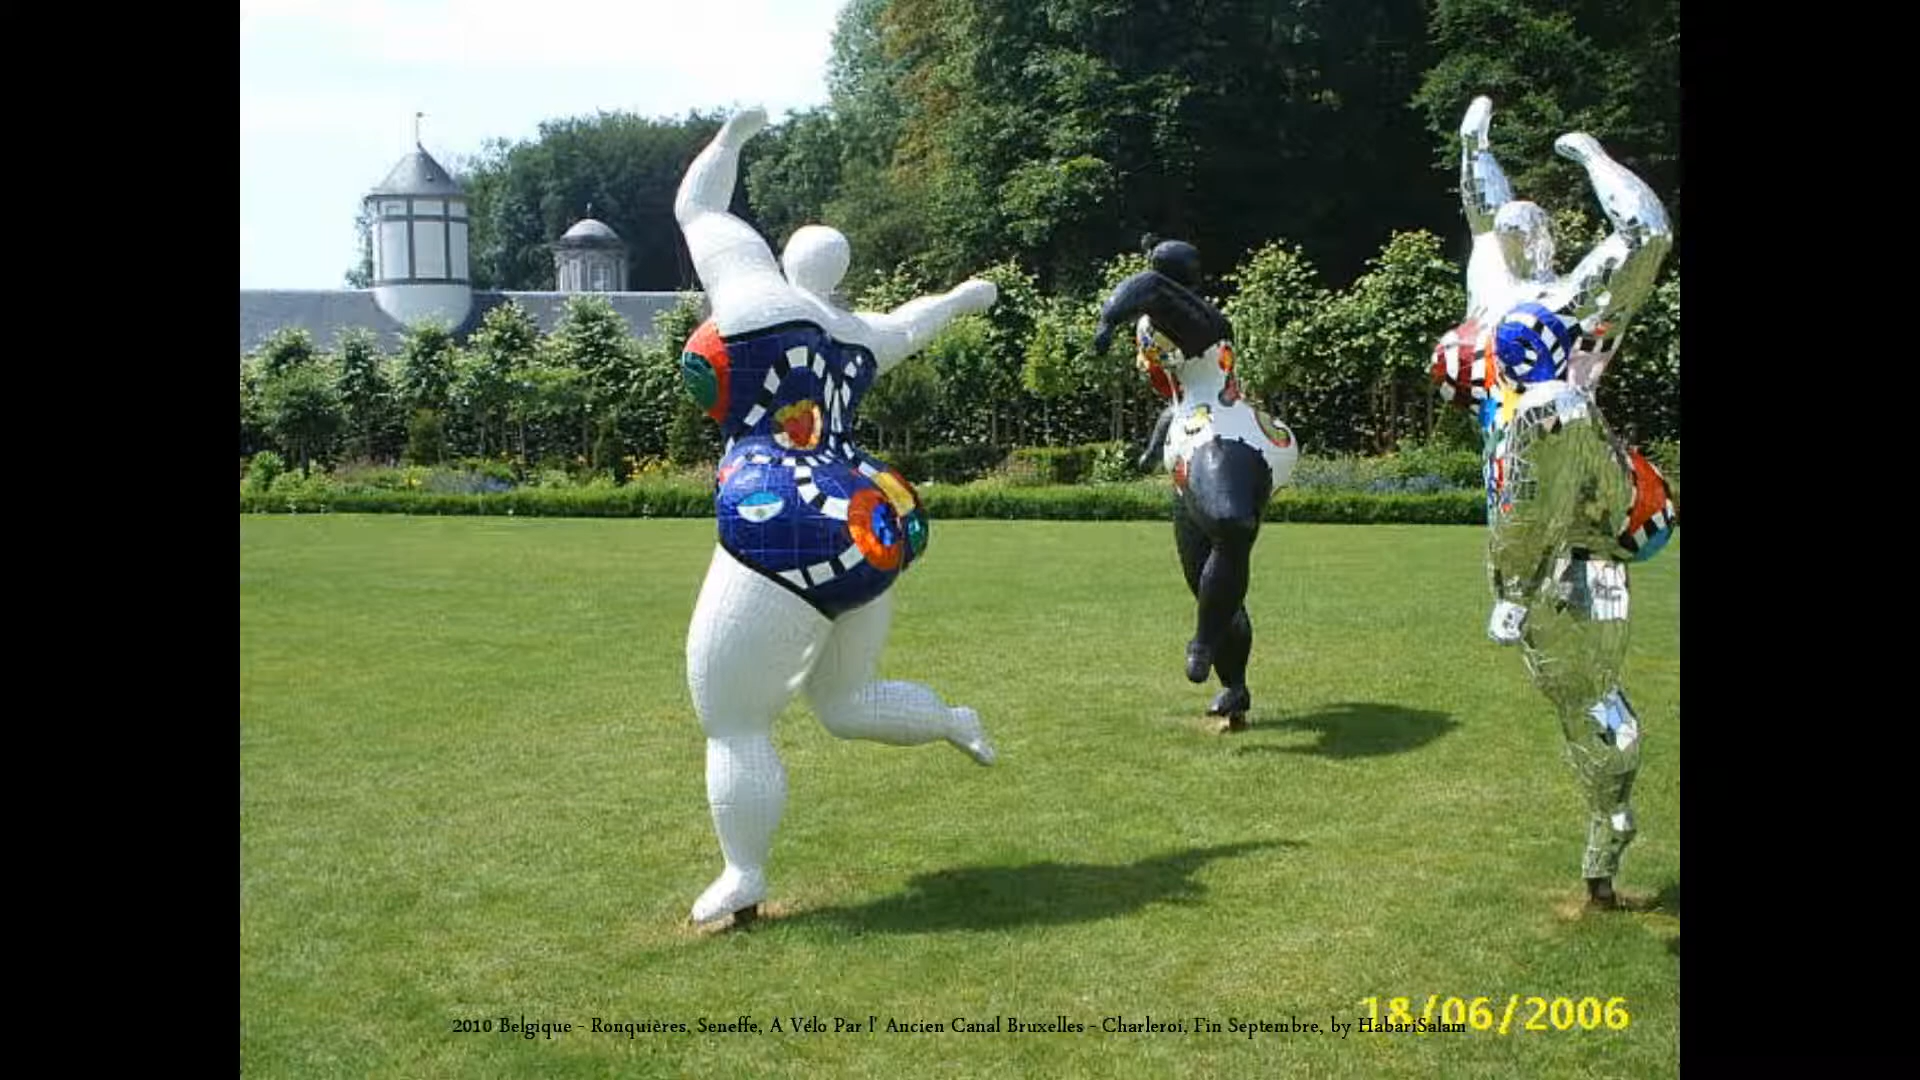 18/06/2006
2010 Belgique - Ronquières, Seneffe, A Vélo Par l' Ancien Canal Bruxelles - Charleroi, Fin Septembre, by HabariSalam